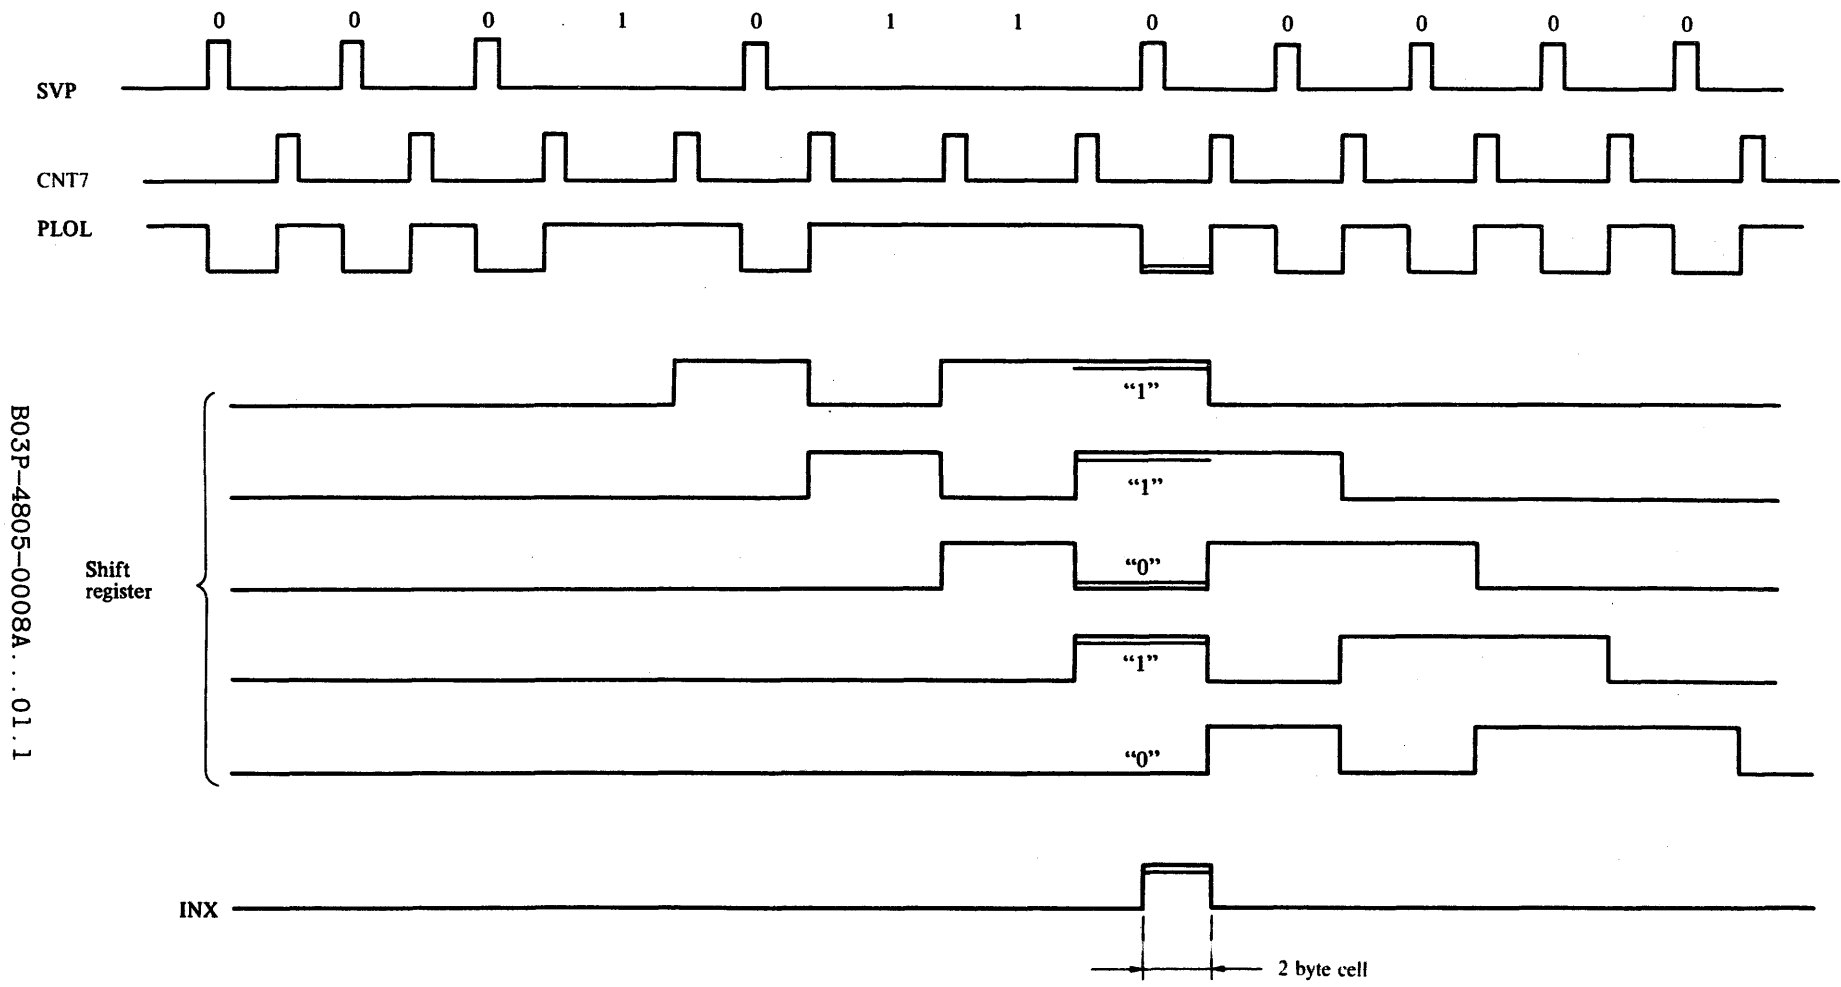 0 0 0 1 0 1 1 0 0 0 0 0
SVP
CNT7
PLOL
“1”
“1”
“0”
Shift
register
“1”
“0”
INX
2 byte cell
B03P-4805-0008A...01.1